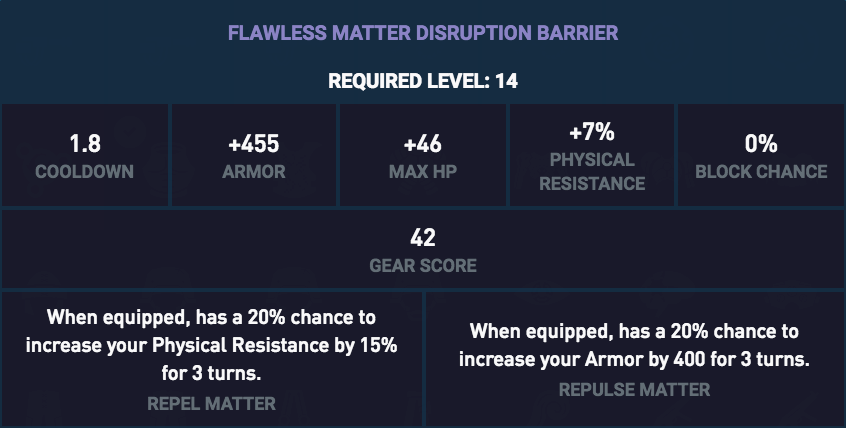 FLAWLESS MATTER DISRUPTION BARRIER
REQUIRED LEVEL: 14
1.8
COOLDOWN
+455
ARMOR
+46
MAX HP
+7%
PHYSICAL
RESISTANCE
0%
BLOCK CHANCE
42
GEAR SCORE
When equipped, has a 20% chance to
increase your Physical Resistance by 15%
for 3 turns.
REPEL MATTER
When equipped, has a 20% chance to
increase your Armor by 400 for 3 turns.
REPULSE MATTER